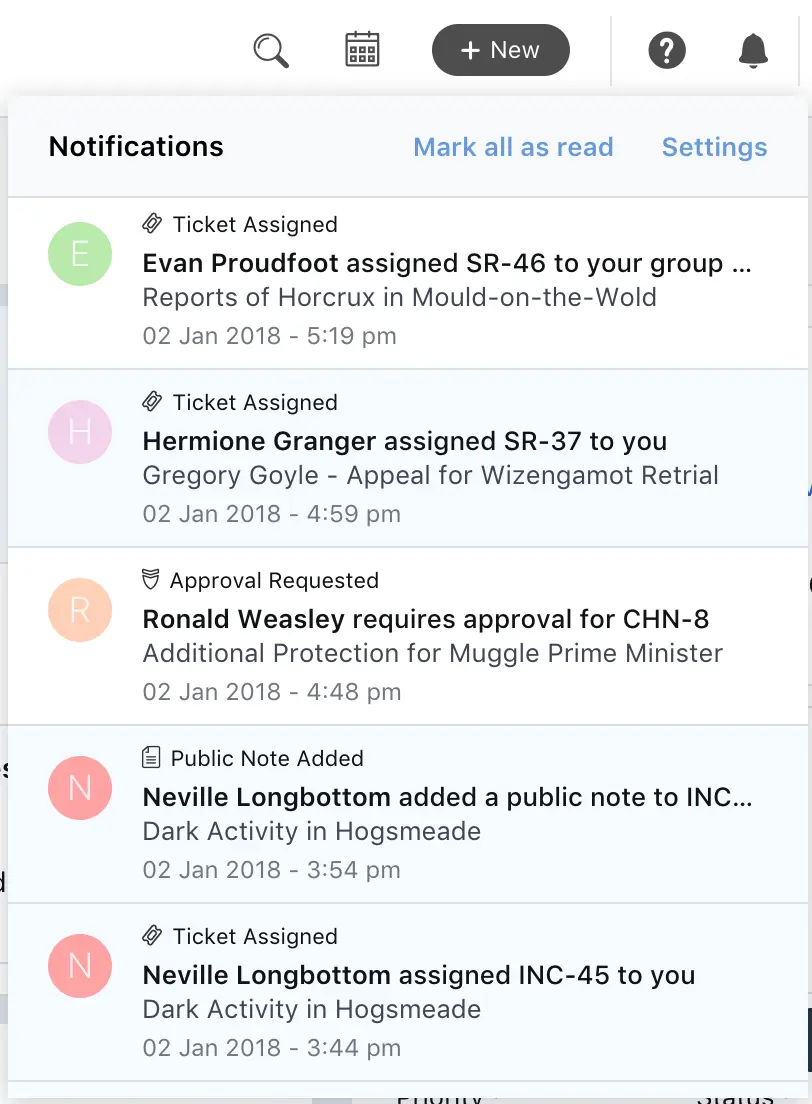 + New
?
Notifications
Mark all as read
Settings
E
Ticket Assigned
Evan Proudfoot assigned SR-46 to your group ...
Reports of Horcrux in Mould-on-the-Wold
02 Jan 2018 - 5:19 pm
H
Ticket Assigned
Hermione Granger assigned SR-37 to you
Gregory Goyle - Appeal for Wizengamot Retrial
02 Jan 2018 - 4:59 pm
R
Approval Requested
Ronald Weasley requires approval for CHN-8
Additional Protection for Muggle Prime Minister
02 Jan 2018 - 4:48 pm
N
Public Note Added
Neville Longbottom added a public note to INC...
Dark Activity in Hogsmeade
02 Jan 2018 - 3:54 pm
N
Ticket Assigned
Neville Longbottom assigned INC-45 to you
Dark Activity in Hogsmeade
02 Jan 2018 - 3:44 pm
Priority
Status